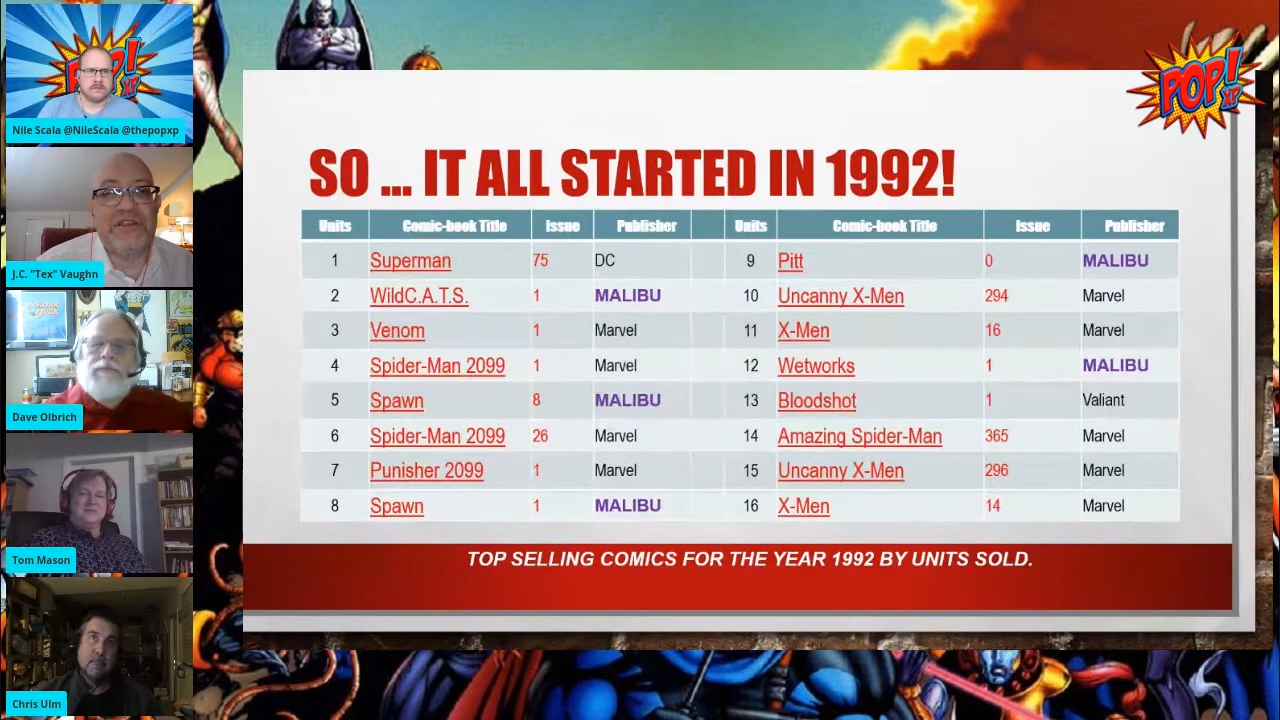 POP!
XP
Nile Scala @NileScala @thepopxp
J.C. "Tex" Vaughn
Dave Olbrich
Tom Mason
Chris Ulm
POP!
XP
SO ... IT ALL STARTED IN 1992!
Units Comic-book Title Issue Publisher Units Comic-book Title Issue Publisher
1 Superman 75 DC 9 Pitt 0 MALIBU
2 WildC.A.T.S. 1 MALIBU 10 Uncanny X-Men 294 Marvel
3 Venom 1 Marvel 11 X-Men 16 Marvel
4 Spider-Man 2099 1 Marvel 12 Wetworks 1 MALIBU
5 Spawn 8 MALIBU 13 Bloodshot 1 Valiant
6 Spider-Man 2099 26 Marvel 14 Amazing Spider-Man 365 Marvel
7 Punisher 2099 1 Marvel 15 Uncanny X-Men 296 Marvel
8 Spawn 1 MALIBU 16 X-Men 14 Marvel
TOP SELLING COMICS FOR THE YEAR 1992 BY UNITS SOLD.